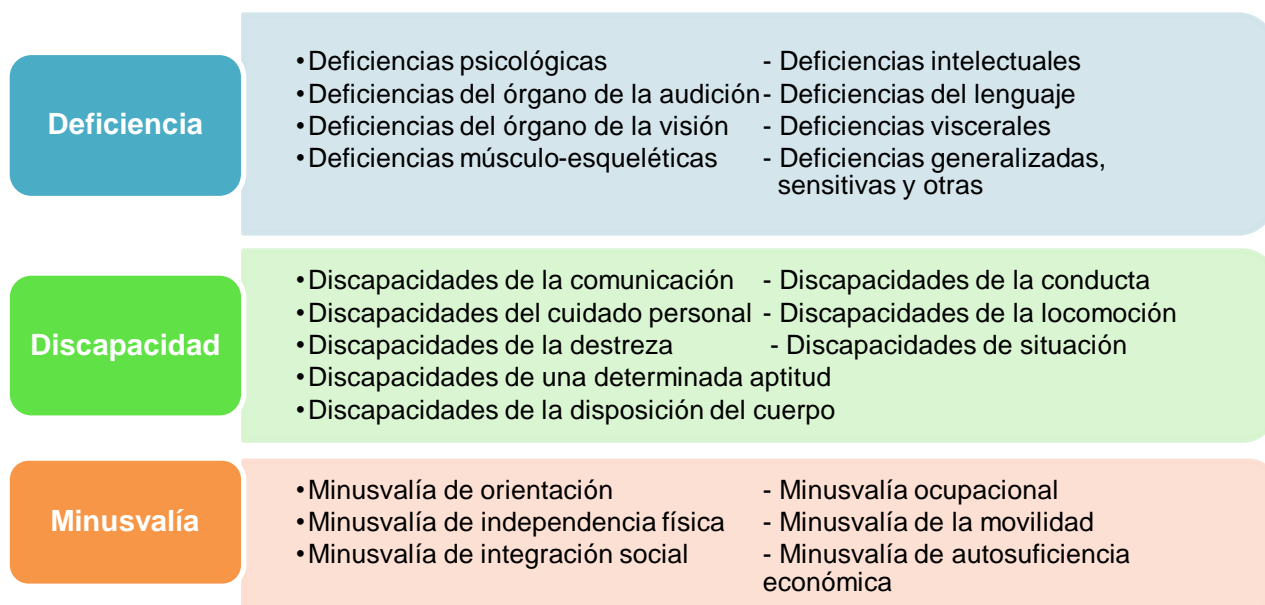 Deficiencia
•Deficiencias psicológicas - Deficiencias intelectuales
•Deficiencias del órgano de la audición - Deficiencias del lenguaje
•Deficiencias del órgano de la visión - Deficiencias viscerales
•Deficiencias músculo-esqueléticas - Deficiencias generalizadas,
sensitivas y otras
Discapacidad
•Discapacidades de la comunicación - Discapacidades de la conducta
•Discapacidades del cuidado personal - Discapacidades de la locomoción
•Discapacidades de la destreza - Discapacidades de situación
•Discapacidades de una determinada aptitud
•Discapacidades de la disposición del cuerpo
Minusvalía
•Minusvalía de orientación - Minusvalía ocupacional
•Minusvalía de independencia física - Minusvalía de la movilidad
•Minusvalía de integración social - Minusvalía de autosuficiencia
económica